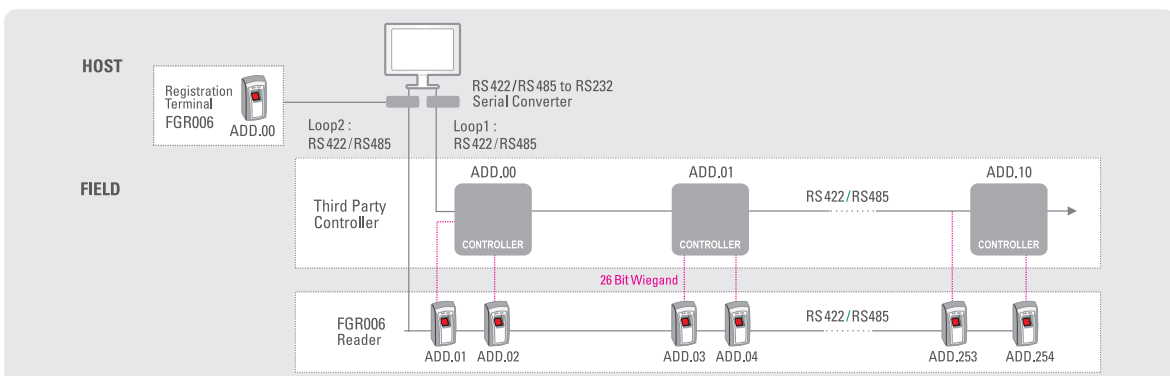 HOST
Registration
Terminal
FGR006
ADD.00
RS422/RS485 to RS232
Serial Converter
Loop2 :
RS422/RS485
Loop1 :
RS422/RS485
FIELD
Third Party
Controller
ADD.00
ADD.01
ADD.10
RS422/RS485
CONTROLLER
CONTROLLER
CONTROLLER
26 Bit Wiegand
FGR006
Reader
RS422/RS485
ADD.01
ADD.02
ADD.03
ADD.04
ADD.253
ADD.254